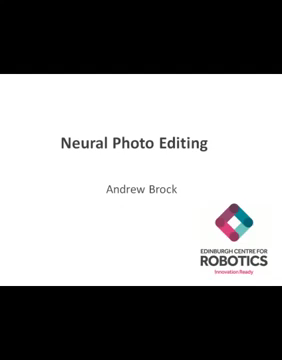 Neural Photo Editing
Andrew Brock
EDINBURGH CENTRE FOR
ROBOTICS
Innovation Ready